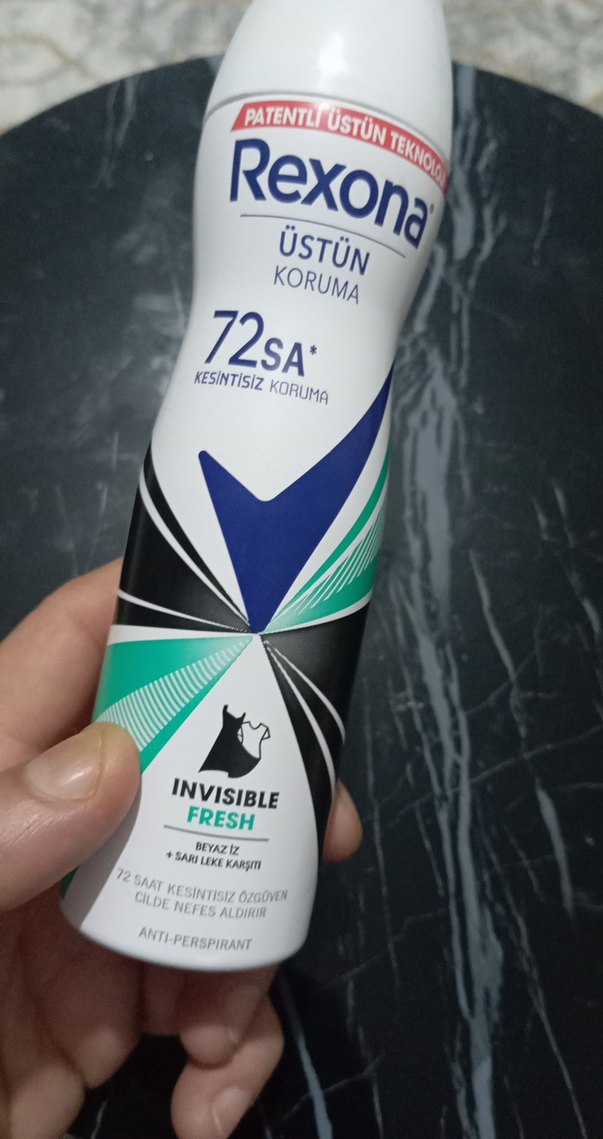 PATENTLİ ÜSTÜN TEKNOLOJİ
Rexona
ÜSTÜN
KORUMA
72SA*
KESİNTİSİZ KORUMA
INVISIBLE
FRESH
BEYAZ İZ
+ SARI LEKE KARŞITI
72 SAAT KESİNTİSİZ ÖZGÜVEN
CİLDE NEFES ALDIRIR
ANTI-PERSPIRANT